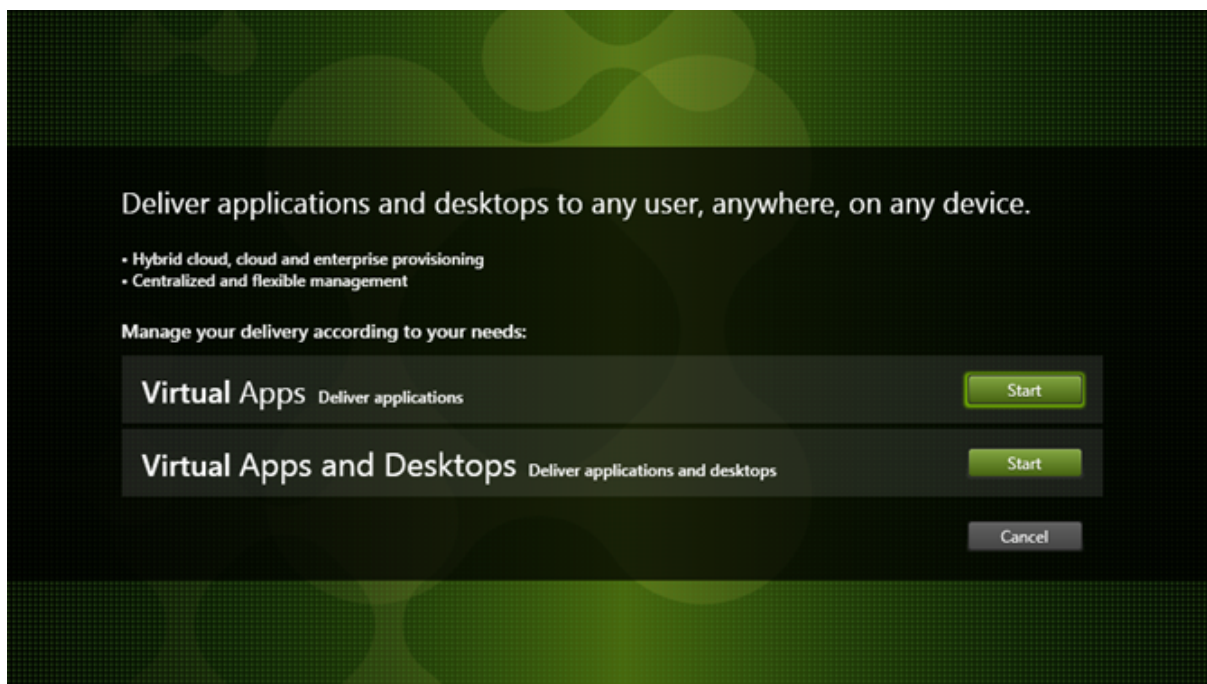 Deliver applications and desktops to any user, anywhere, on any device.
• Hybrid cloud, cloud and enterprise provisioning
• Centralized and flexible management
Manage your delivery according to your needs:
Virtual Apps Deliver applications
Start
Virtual Apps and Desktops Deliver applications and desktops
Start
Cancel